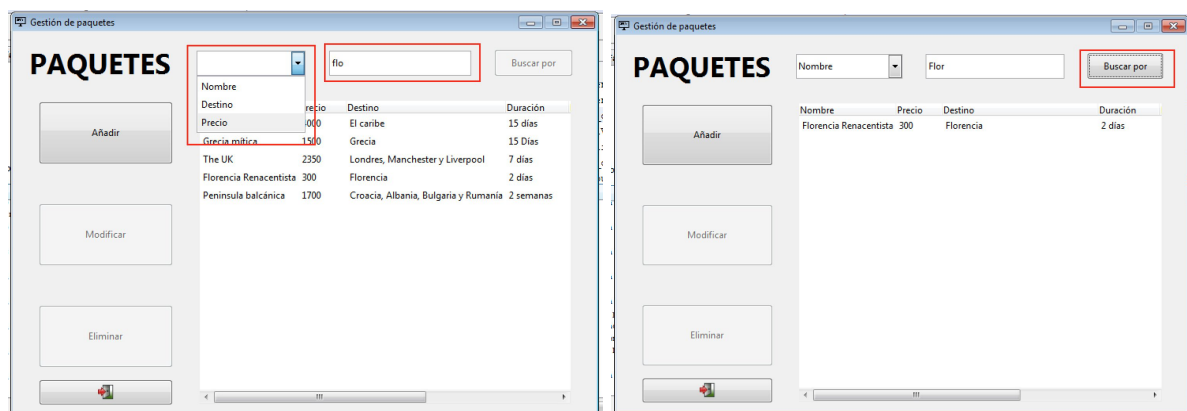 Gestión de paquetes
PAQUETES
flo
Buscar por
Nombre
Destino
Precio
recio Destino Duración
000 El caribe 15 días
Grecia mítica 1500 Grecia 15 Días
The UK 2350 Londres, Manchester y Liverpool 7 días
Florencia Renacentista 300 Florencia 2 días
Peninsula balcánica 1700 Croacia, Albania, Bulgaria y Rumanía 2 semanas
Añadir
Modificar
Eliminar
Gestión de paquetes
PAQUETES
Nombre
Flor
Buscar por
Nombre Precio Destino Duración
Florencia Renacentista 300 Florencia 2 días
Añadir
Modificar
Eliminar